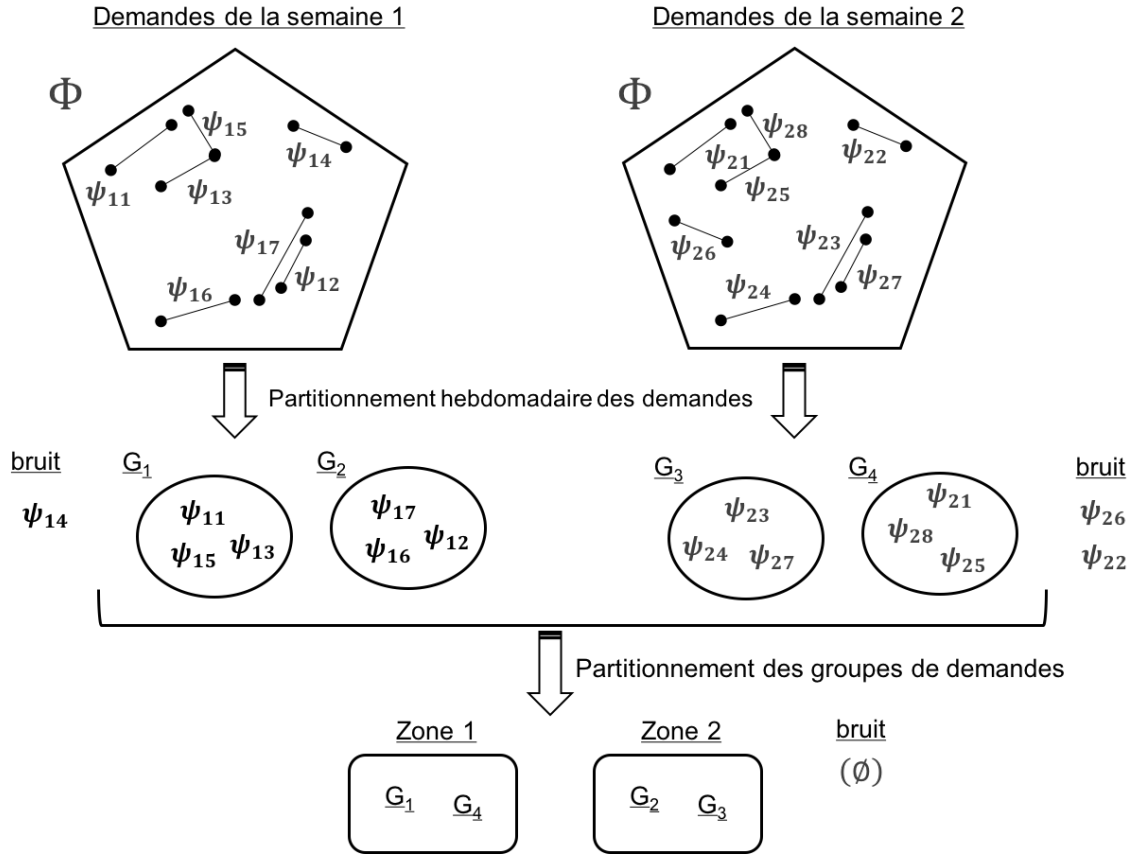 Demandes de la semaine 1
Demandes de la semaine 2
Φ
ψ₁₅
ψ₁₄
ψ₁₁
ψ₁₃
ψ₁₇
ψ₁₂
ψ₁₆
Φ
ψ₂₈
ψ₂₂
ψ₂₁
ψ₂₅
ψ₂₆
ψ₂₃
ψ₂₇
ψ₂₄
Partitionnement hebdomadaire des demandes
bruit
ψ₁₄
G₁
ψ₁₁
ψ₁₅ ψ₁₃
G₂
ψ₁₇
ψ₁₆ ψ₁₂
G₃
ψ₂₃
ψ₂₄ ψ₂₇
G₄
ψ₂₁
ψ₂₈
ψ₂₅
bruit
ψ₂₆
ψ₂₂
Partitionnement des groupes de demandes
Zone 1
G₁ G₄
Zone 2
G₂ G₃
bruit
(∅)